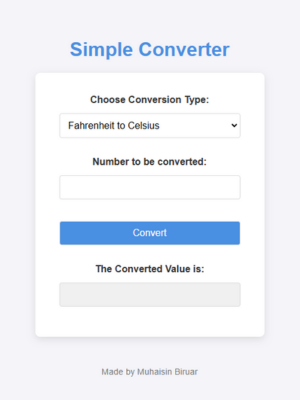 Simple Converter
Choose Conversion Type:
Fahrenheit to Celsius
Number to be converted:
Convert
The Converted Value is:
Made by Muhaisin Biruar